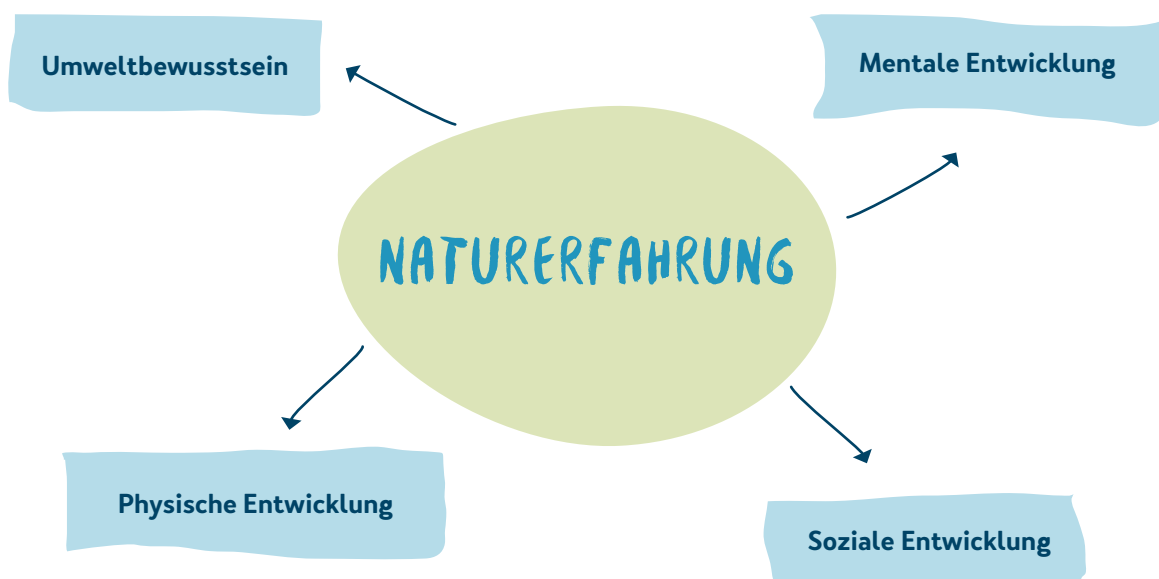 Umweltbewusstsein
Mentale Entwicklung
NATURERFAHRUNG
Physische Entwicklung
Soziale Entwicklung